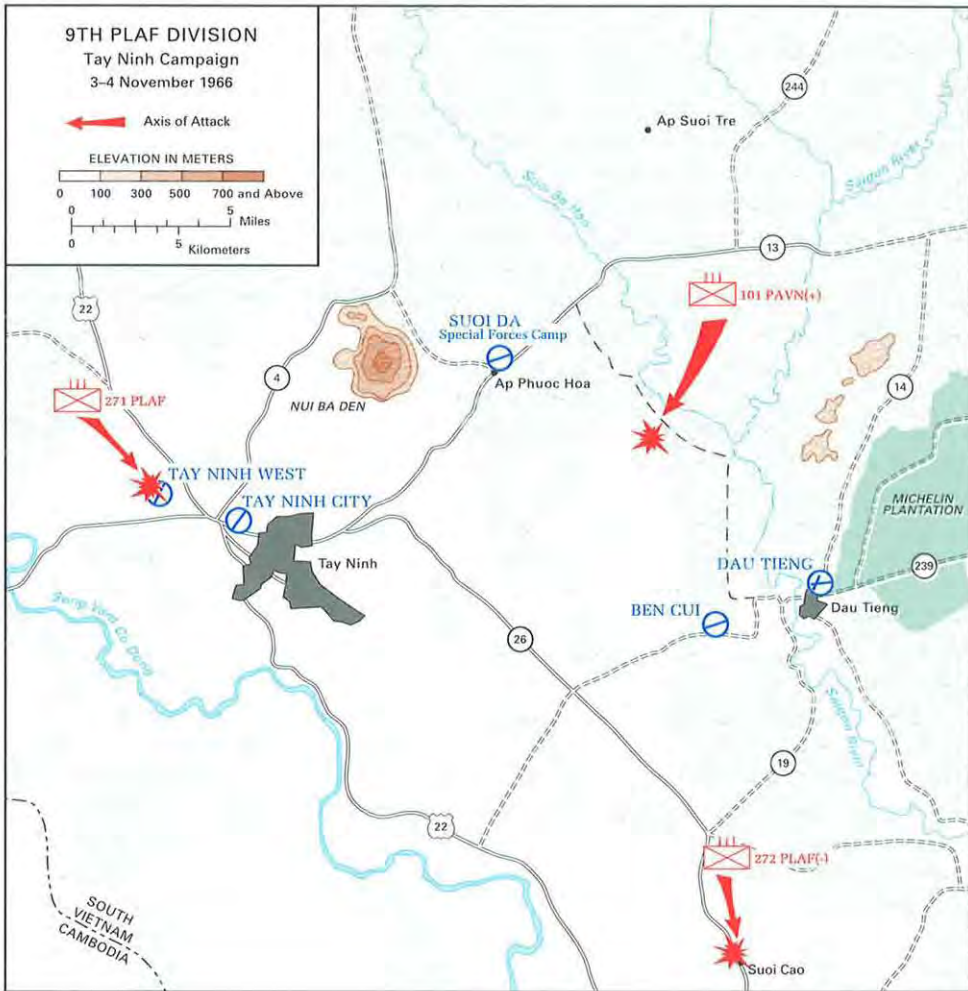 9TH PLAF DIVISION
Tay Ninh Campaign
3–4 November 1966
Axis of Attack
ELEVATION IN METERS
0 100 300 500 700 and Above
0 5
Miles
0 5
Kilometers
244
Ap Suoi Tre
Saigon River
13
22
101 PAVN(+)
SUOI DA
Special Forces Camp
4
Ap Phuoc Hoa
14
271 PLAF
NUI BA DEN
TAY NINH WEST
TAY NINH CITY
MICHELIN
PLANTATION
Tay Ninh
DAU TIENG
239
Dau Tieng
BEN CUI
26
Saigon River
19
22
272 PLAF(-)
SOUTH
VIETNAM
CAMBODIA
Suoi Cao